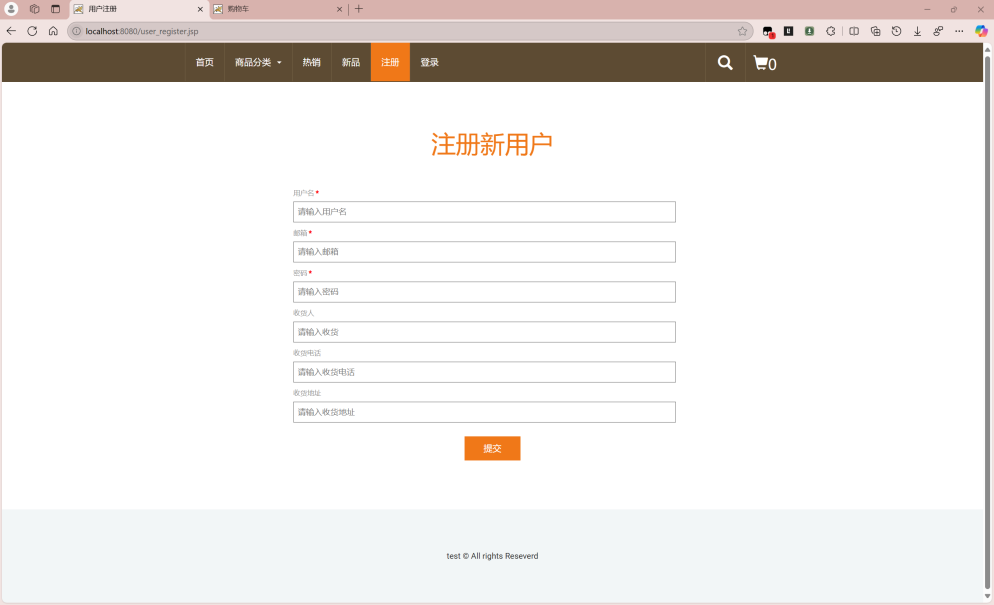 用户注册
购物车
localhost:8080/user_register.jsp
首页 商品分类 热销 新品 注册 登录 0
注册新用户
用户名*
请输入用户名
邮箱*
请输入邮箱
密码*
请输入密码
收货人
请输入收货
收货电话
请输入收货电话
收货地址
请输入收货地址
提交
test © All rights Reseverd